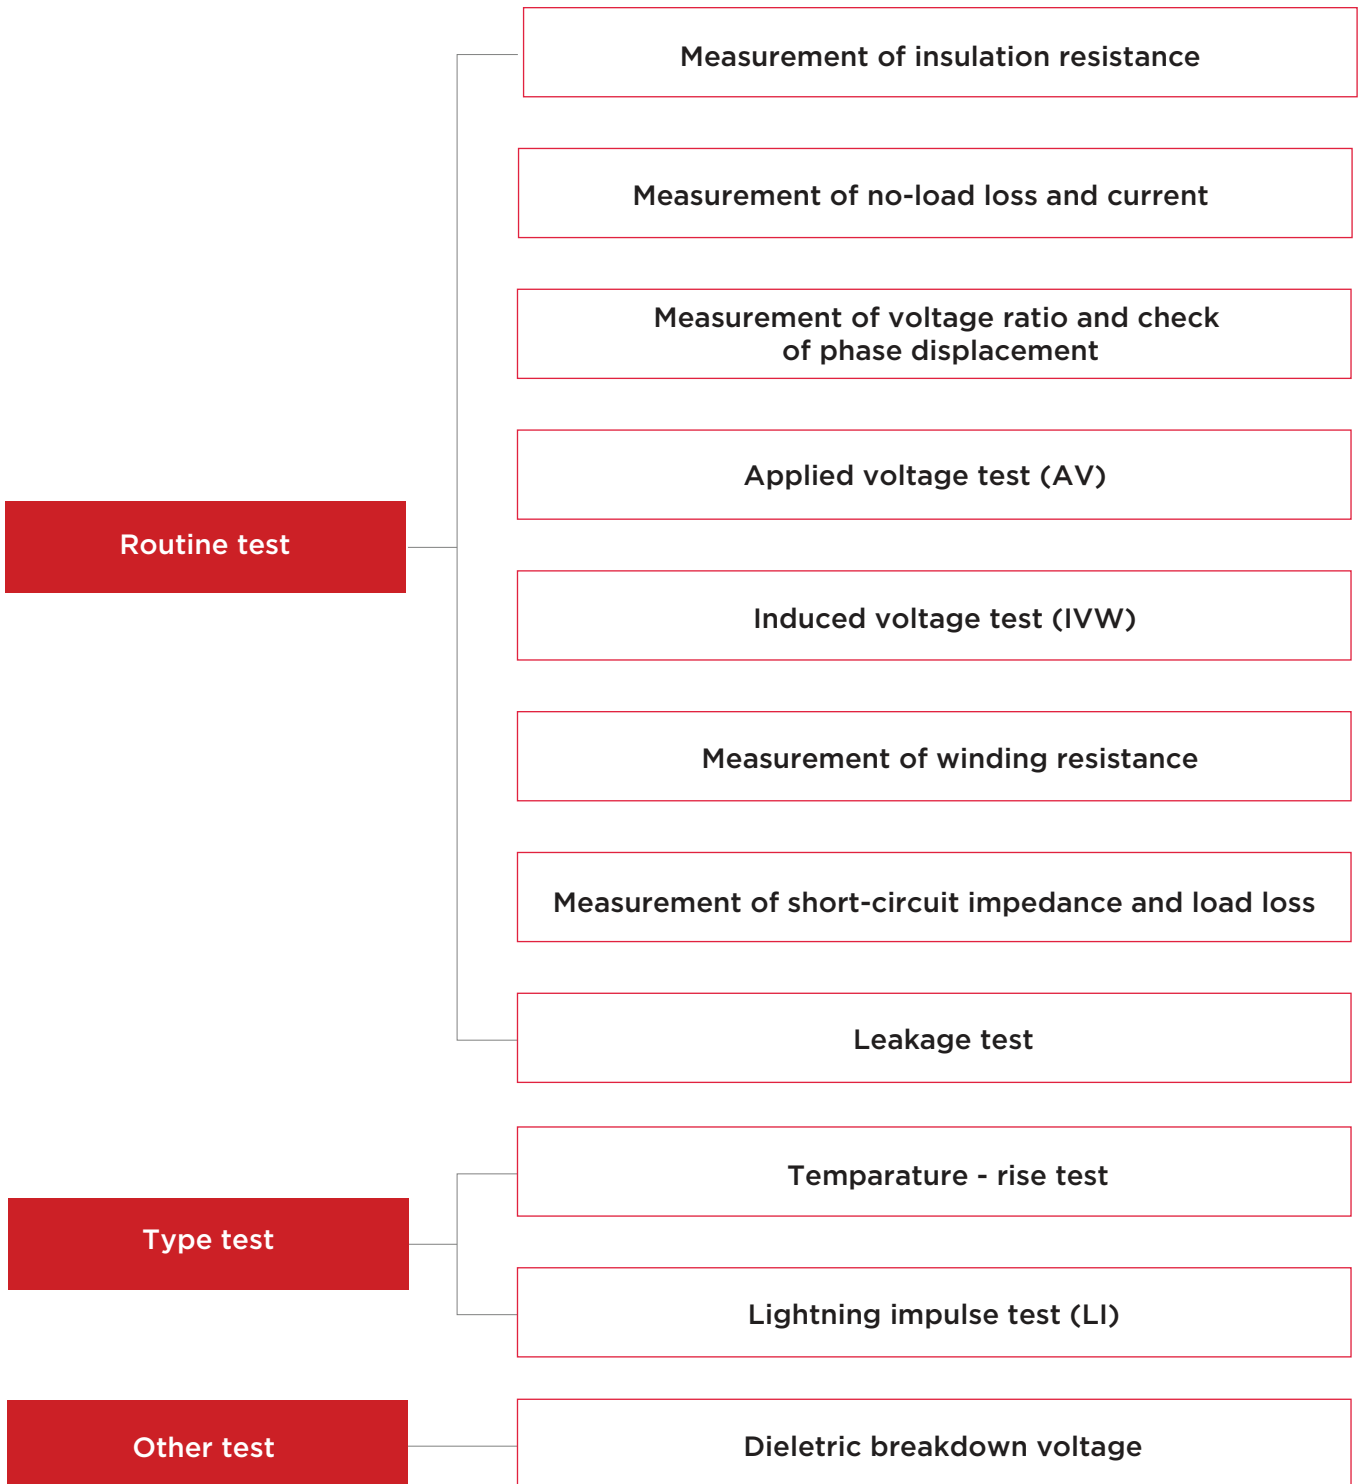 Measurement of insulation resistance
Measurement of no-load loss and current
Measurement of voltage ratio and check
of phase displacement
Applied voltage test (AV)
Routine test
Induced voltage test (IVW)
Measurement of winding resistance
Measurement of short-circuit impedance and load loss
Leakage test
Temparature - rise test
Type test
Lightning impulse test (LI)
Other test
Dieletric breakdown voltage